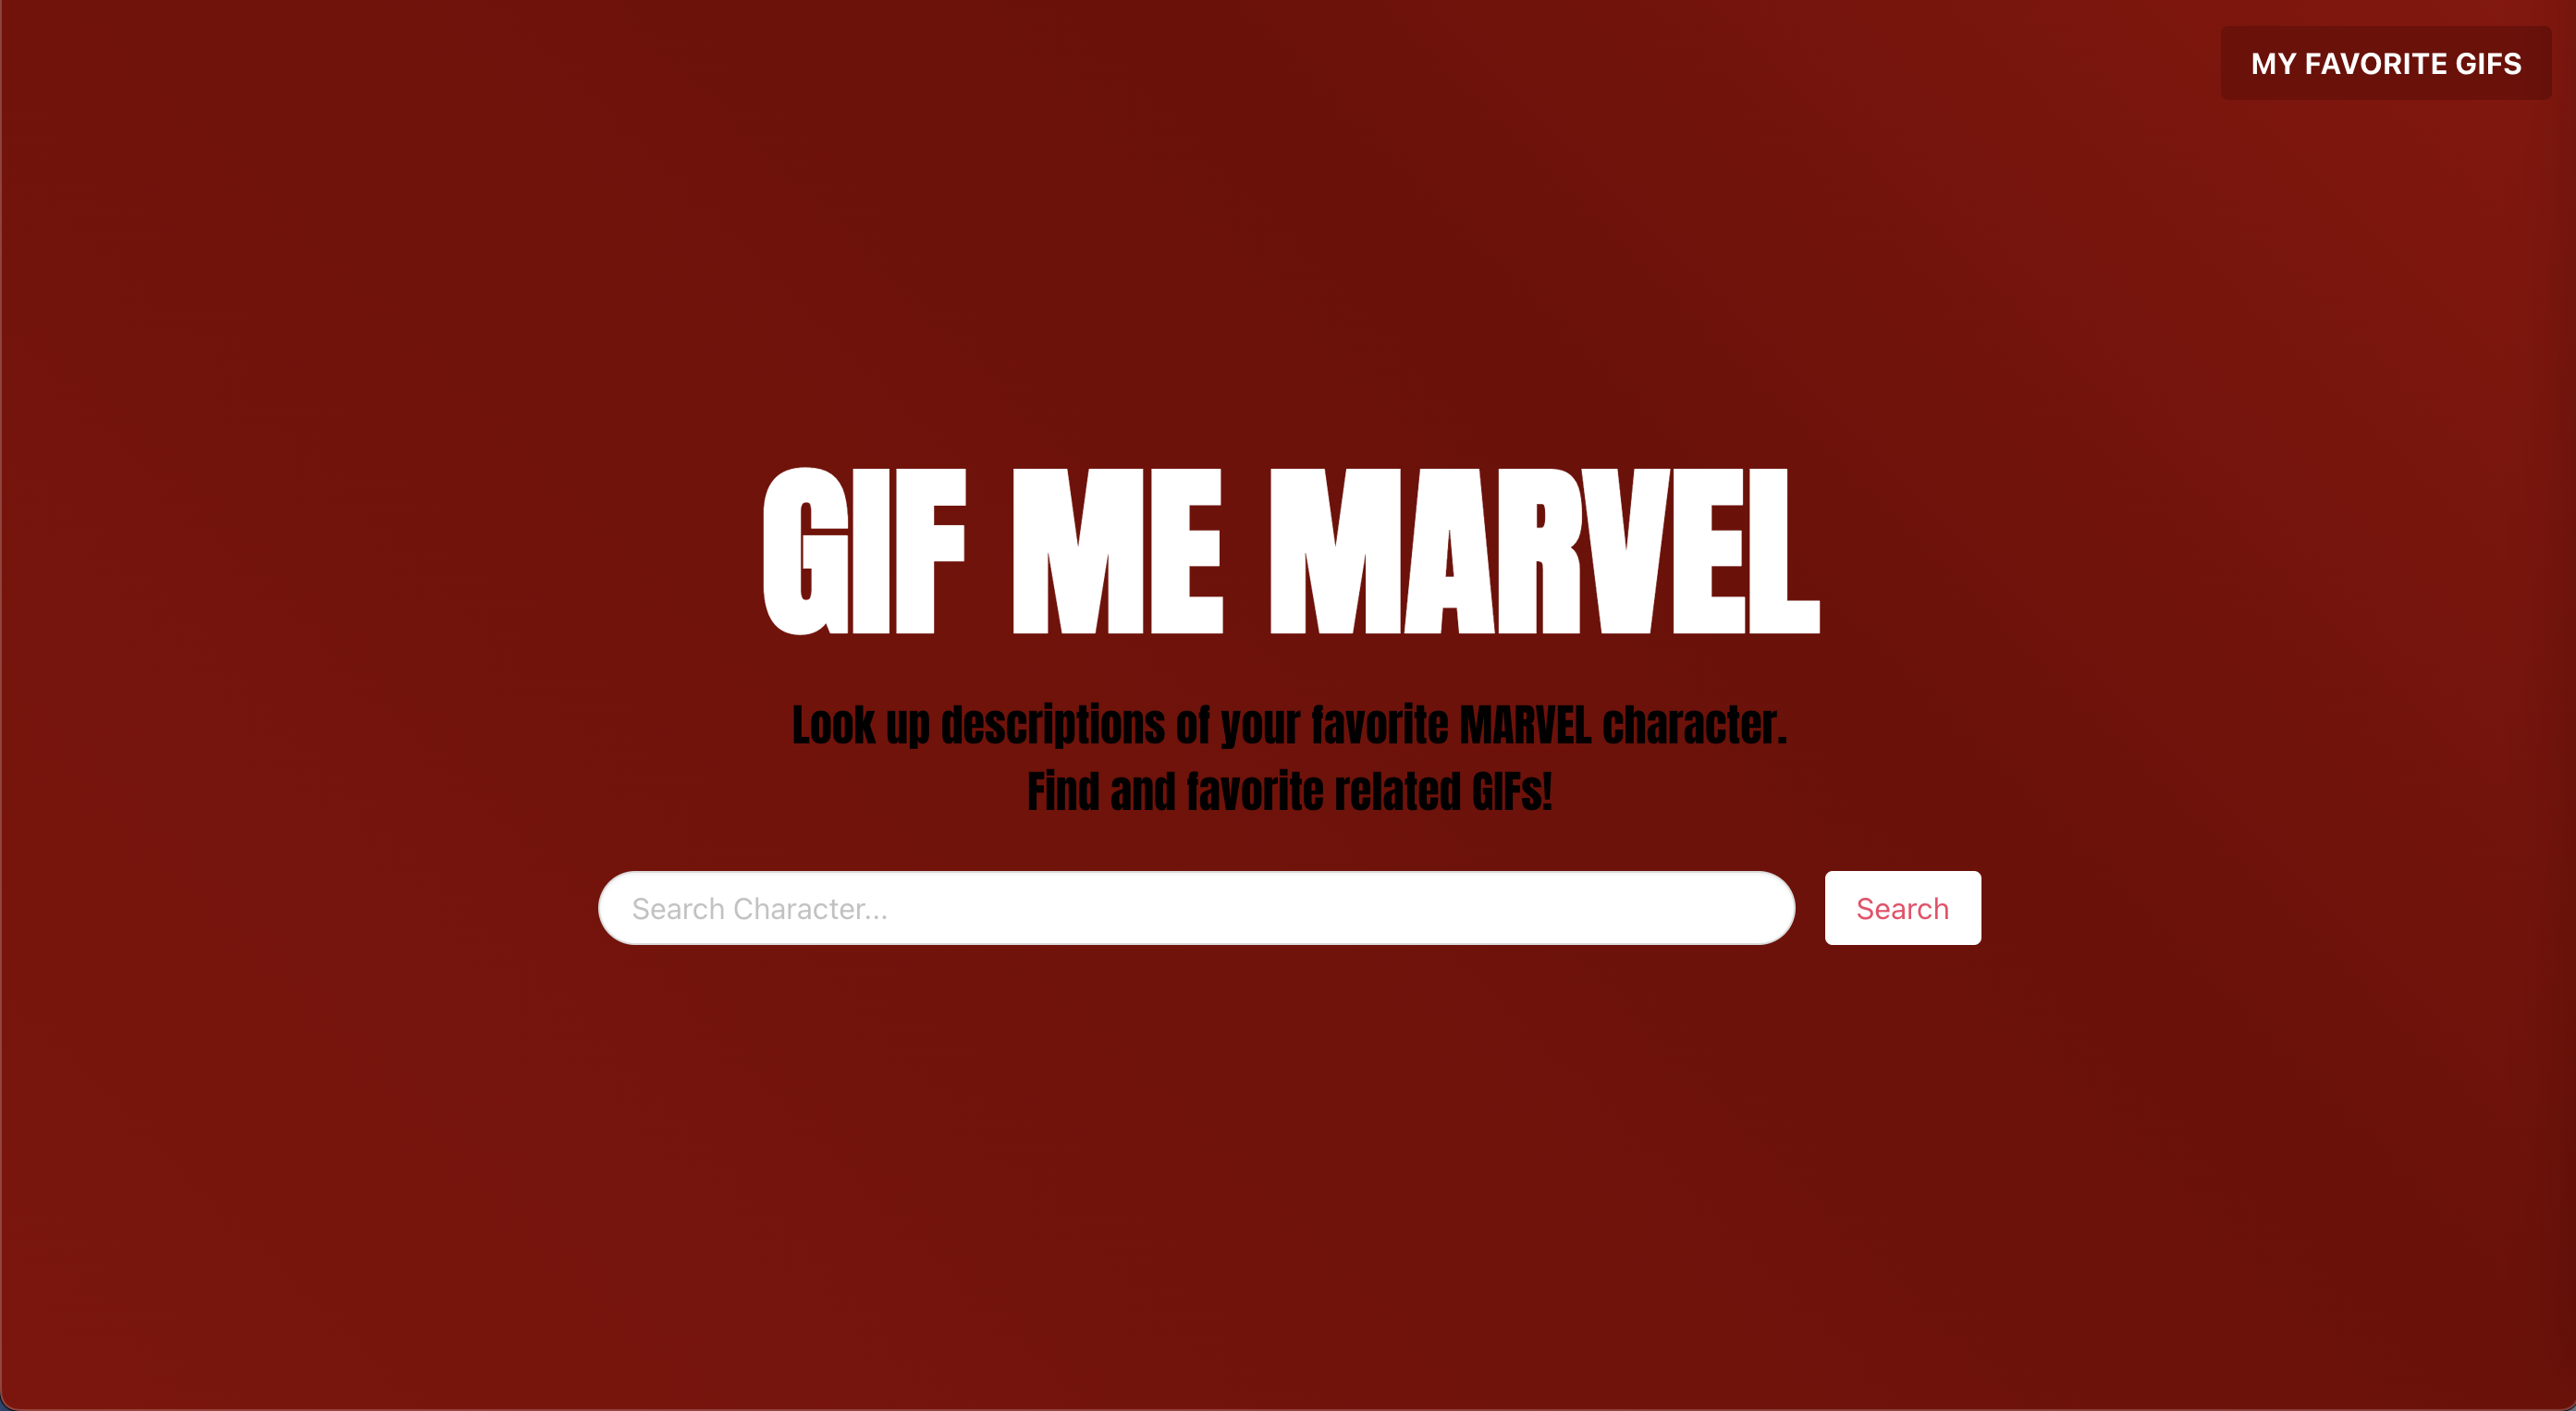 MY FAVORITE GIFS
GIF ME MARVEL
Look up descriptions of your favorite MARVEL character.
Find and favorite related GIFs!
Search Character...
Search